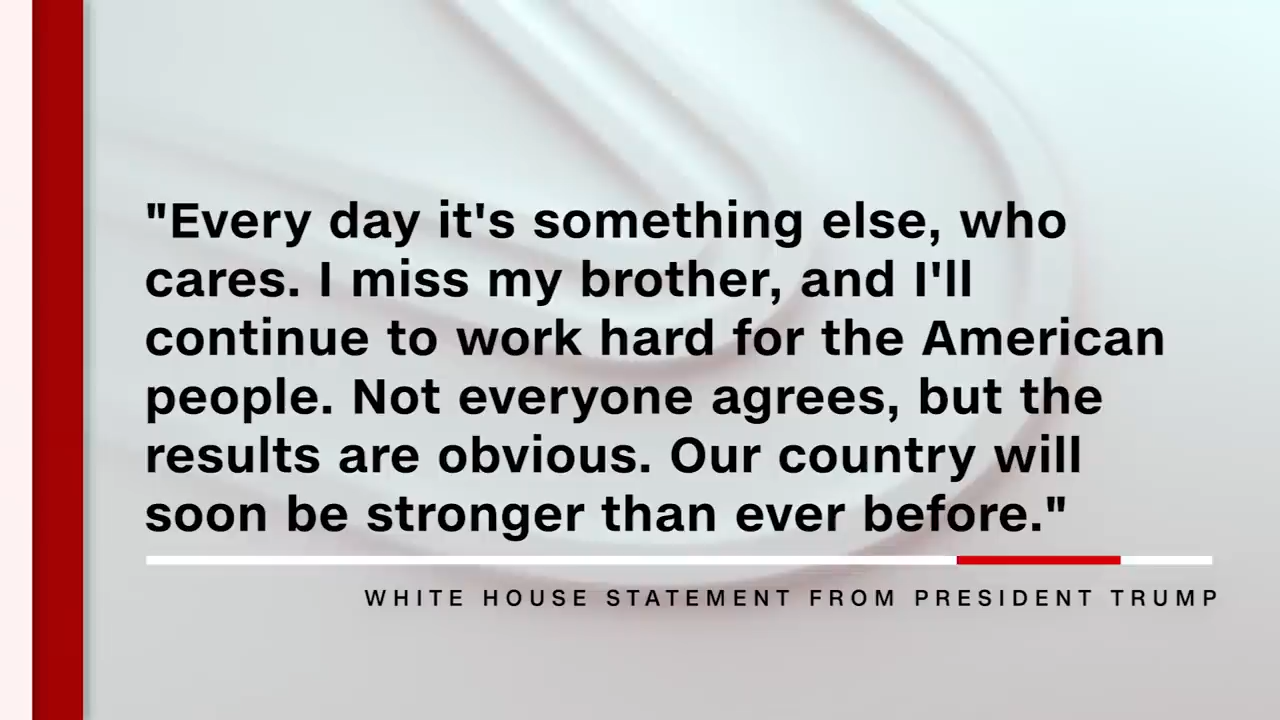 "Every day it's something else, who
cares. I miss my brother, and I'll
continue to work hard for the American
people. Not everyone agrees, but the
results are obvious. Our country will
soon be stronger than ever before."
WHITE HOUSE STATEMENT FROM PRESIDENT TRUMP